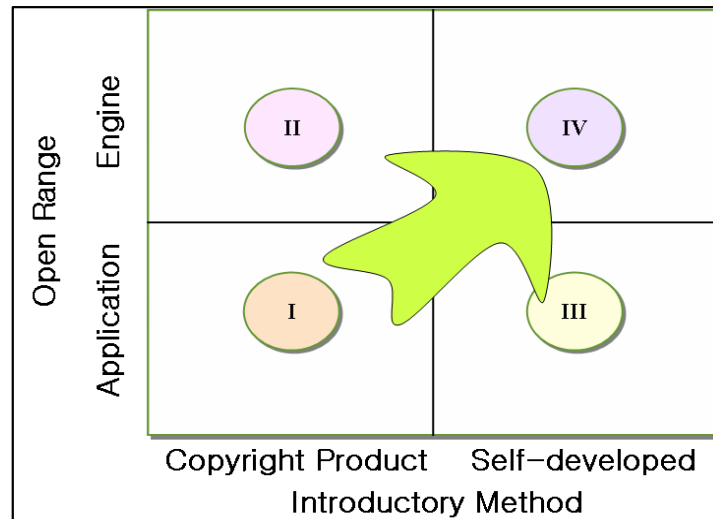 Open Range
Engine
Application
II
IV
I
III
Copyright Product
Self-developed
Introductory Method